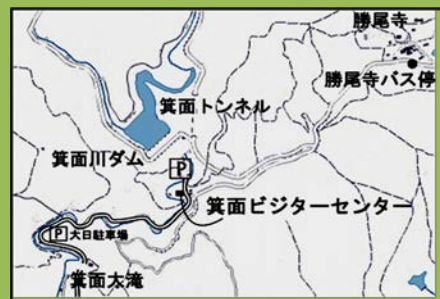 勝尾寺
勝尾寺バス停
箕面トンネル
箕面川ダム
P
箕面ビジターセンター
P 大日駐車場
箕面大滝